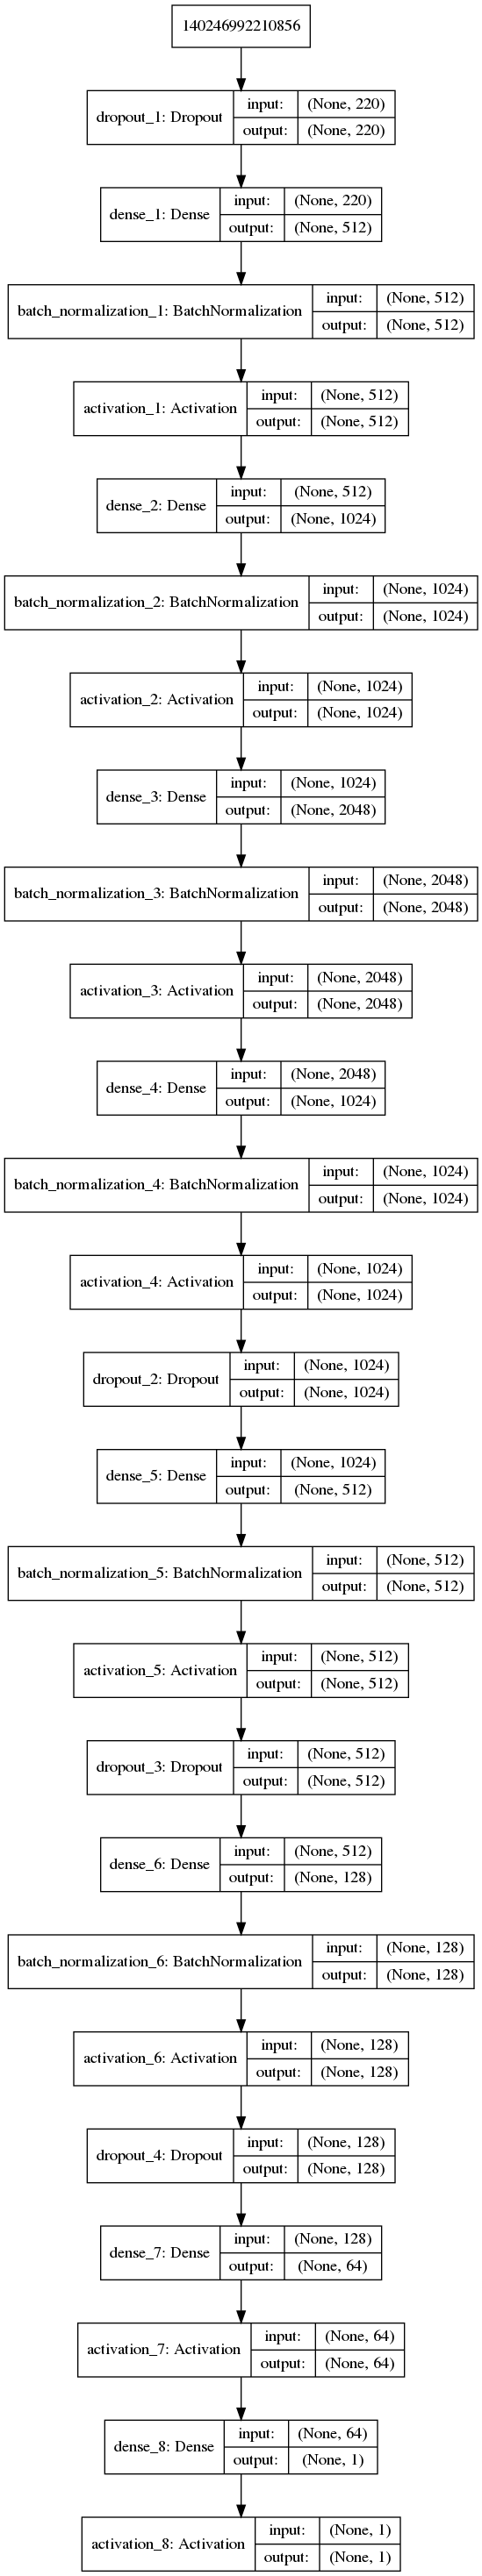 140246992210856
dropout_1: Dropout input: (None, 220)
output: (None, 220)
dense_1: Dense input: (None, 220)
output: (None, 512)
batch_normalization_1: BatchNormalization input: (None, 512)
output: (None, 512)
activation_1: Activation input: (None, 512)
output: (None, 512)
dense_2: Dense input: (None, 512)
output: (None, 1024)
batch_normalization_2: BatchNormalization input: (None, 1024)
output: (None, 1024)
activation_2: Activation input: (None, 1024)
output: (None, 1024)
dense_3: Dense input: (None, 1024)
output: (None, 2048)
batch_normalization_3: BatchNormalization input: (None, 2048)
output: (None, 2048)
activation_3: Activation input: (None, 2048)
output: (None, 2048)
dense_4: Dense input: (None, 2048)
output: (None, 1024)
batch_normalization_4: BatchNormalization input: (None, 1024)
output: (None, 1024)
activation_4: Activation input: (None, 1024)
output: (None, 1024)
dropout_2: Dropout input: (None, 1024)
output: (None, 1024)
dense_5: Dense input: (None, 1024)
output: (None, 512)
batch_normalization_5: BatchNormalization input: (None, 512)
output: (None, 512)
activation_5: Activation input: (None, 512)
output: (None, 512)
dropout_3: Dropout input: (None, 512)
output: (None, 512)
dense_6: Dense input: (None, 512)
output: (None, 128)
batch_normalization_6: BatchNormalization input: (None, 128)
output: (None, 128)
activation_6: Activation input: (None, 128)
output: (None, 128)
dropout_4: Dropout input: (None, 128)
output: (None, 128)
dense_7: Dense input: (None, 128)
output: (None, 64)
activation_7: Activation input: (None, 64)
output: (None, 64)
dense_8: Dense input: (None, 64)
output: (None, 1)
activation_8: Activation input: (None, 1)
output: (None, 1)